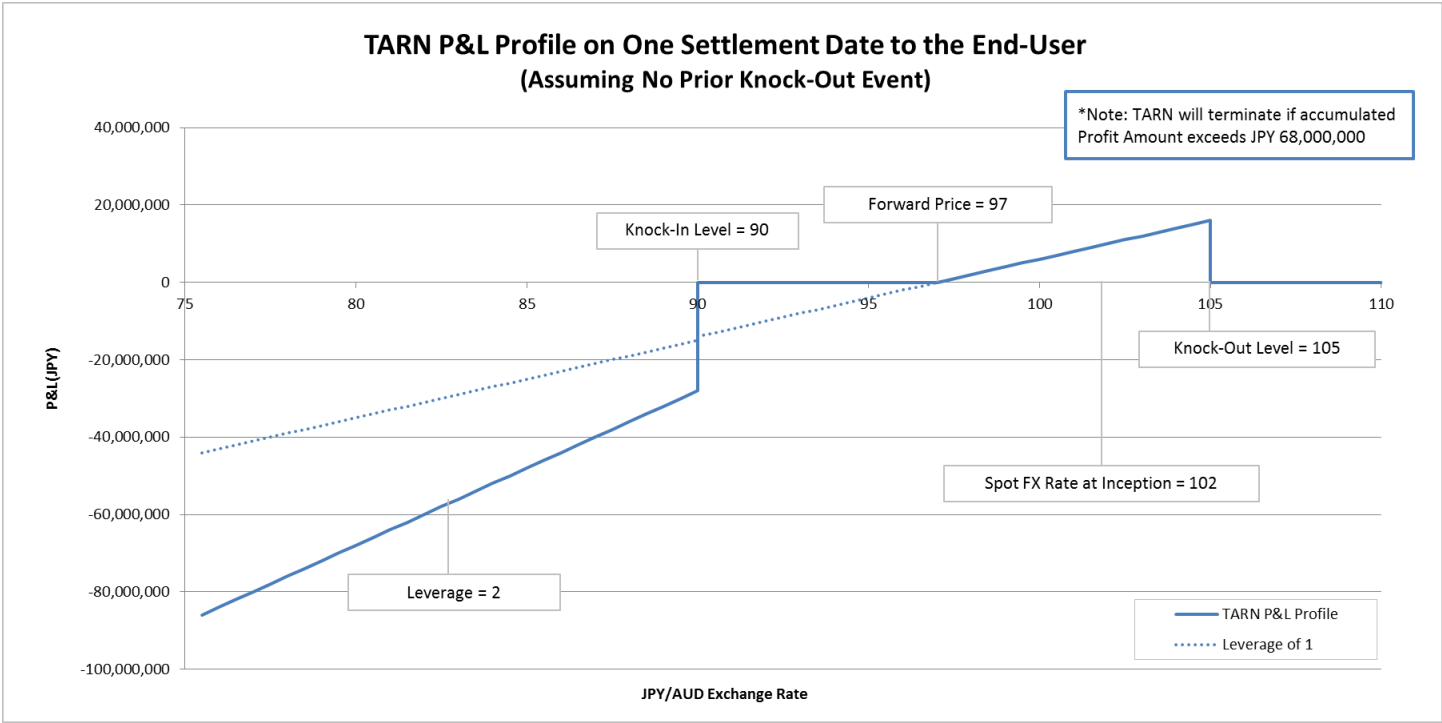 TARN P&L Profile on One Settlement Date to the End-User
(Assuming No Prior Knock-Out Event)
*Note: TARN will terminate if accumulated
Profit Amount exceeds JPY 68,000,000
40,000,000
20,000,000
0
-20,000,000
-40,000,000
-60,000,000
-80,000,000
-100,000,000
P&L(JPY)
Knock-In Level = 90
Forward Price = 97
75
80
85
90
95
100
105
110
Knock-Out Level = 105
Spot FX Rate at Inception = 102
Leverage = 2
TARN P&L Profile
Leverage of 1
JPY/AUD Exchange Rate